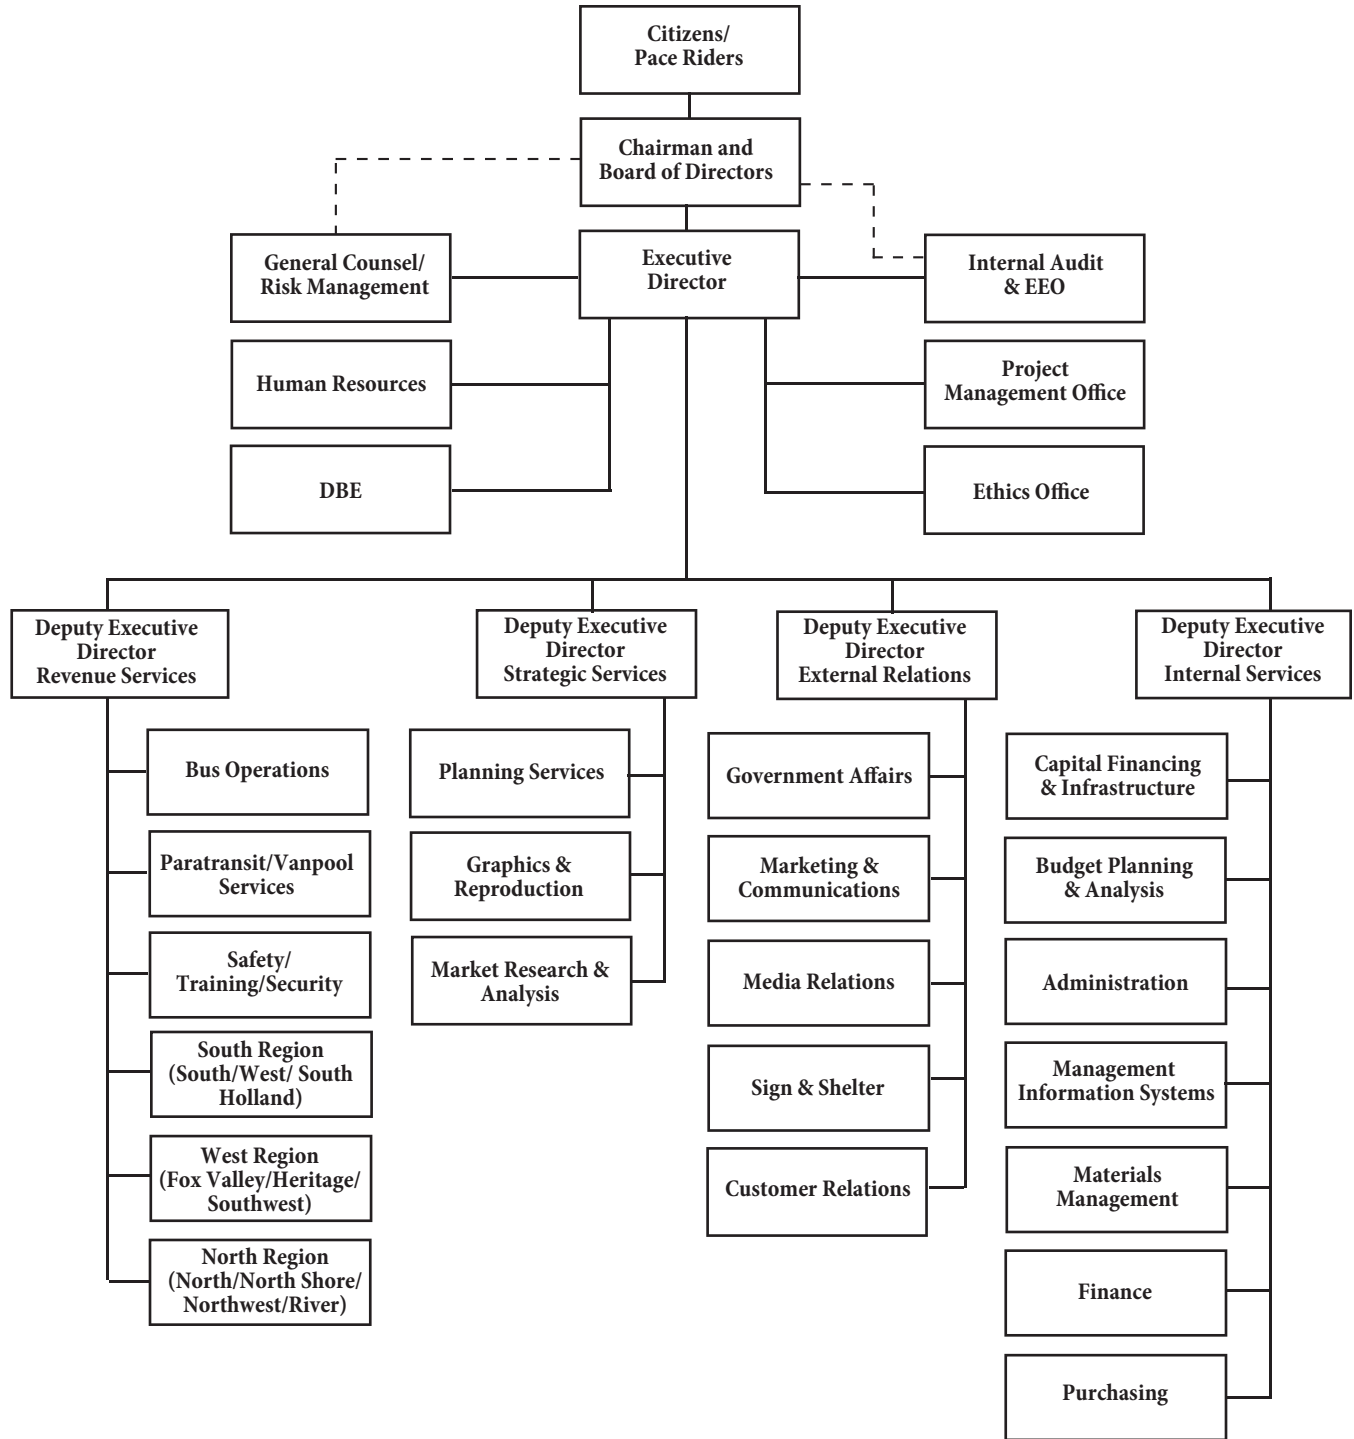 Citizens/
Pace Riders
Chairman and
Board of Directors
General Counsel/
Risk Management
Executive
Director
Internal Audit
& EEO
Human Resources
Project
Management Office
DBE
Ethics Office
Deputy Executive
Director
Revenue Services
Deputy Executive
Director
Strategic Services
Deputy Executive
Director
External Relations
Deputy Executive
Director
Internal Services
Bus Operations
Paratransit/Vanpool
Services
Safety/
Training/Security
South Region
(South/West/ South
Holland)
West Region
(Fox Valley/Heritage/
Southwest)
North Region
(North/North Shore/
Northwest/River)
Planning Services
Graphics &
Reproduction
Market Research &
Analysis
Government Affairs
Marketing &
Communications
Media Relations
Sign & Shelter
Customer Relations
Capital Financing
& Infrastructure
Budget Planning
& Analysis
Administration
Management
Information Systems
Materials
Management
Finance
Purchasing